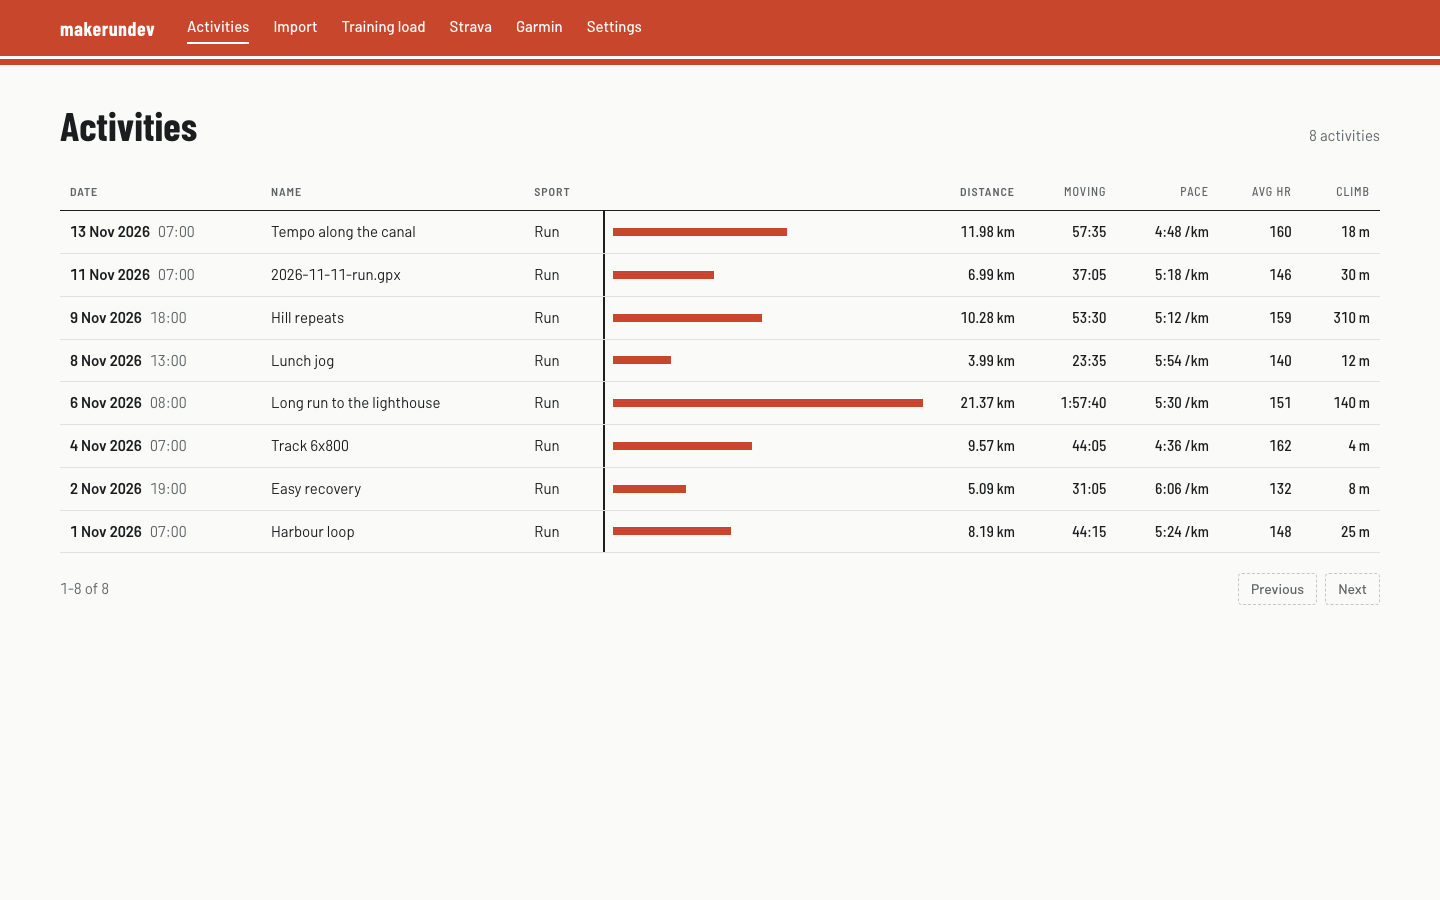 makerundev Activities Import Training load Strava Garmin Settings
Activities
8 activities
DATE NAME SPORT DISTANCE MOVING PACE AVG HR CLIMB
13 Nov 2026 07:00 Tempo along the canal Run 11.98 km 57:35 4:48 /km 160 18 m
11 Nov 2026 07:00 2026-11-11-run.gpx Run 6.99 km 37:05 5:18 /km 146 30 m
9 Nov 2026 18:00 Hill repeats Run 10.28 km 53:30 5:12 /km 159 310 m
8 Nov 2026 13:00 Lunch jog Run 3.99 km 23:35 5:54 /km 140 12 m
6 Nov 2026 08:00 Long run to the lighthouse Run 21.37 km 1:57:40 5:30 /km 151 140 m
4 Nov 2026 07:00 Track 6x800 Run 9.57 km 44:05 4:36 /km 162 4 m
2 Nov 2026 19:00 Easy recovery Run 5.09 km 31:05 6:06 /km 132 8 m
1 Nov 2026 07:00 Harbour loop Run 8.19 km 44:15 5:24 /km 148 25 m
1-8 of 8 Previous Next